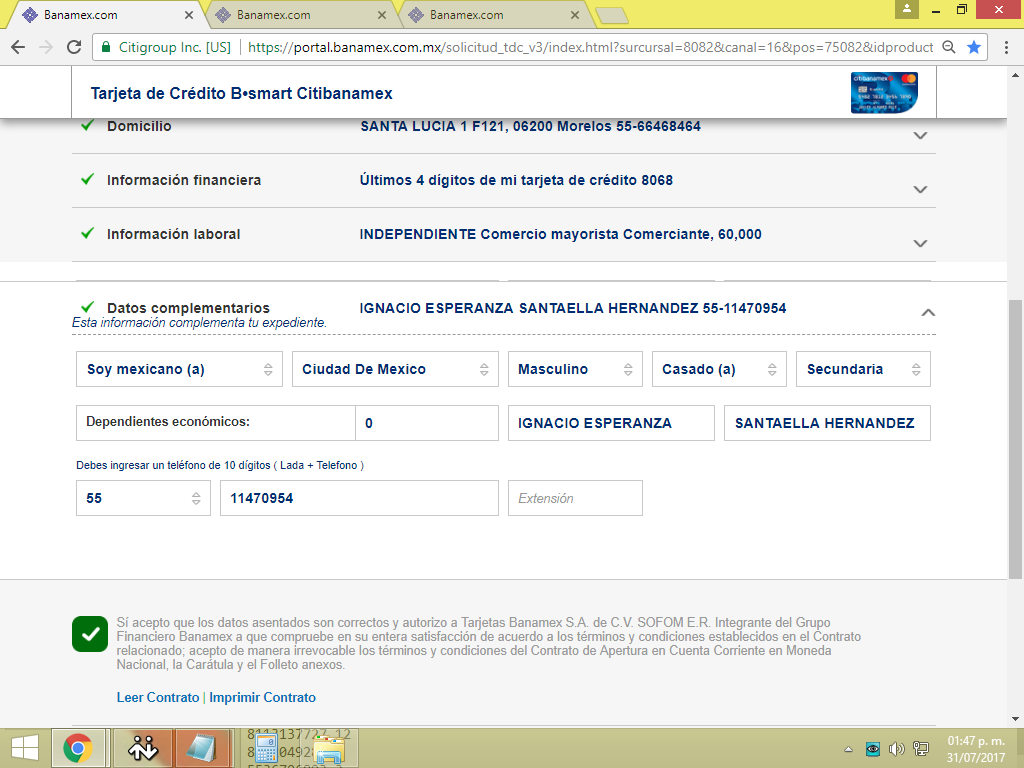 Banamex.com
Banamex.com
Banamex.com
Citigroup Inc. [US]
https://portal.banamex.com.mx/solicitud_tdc_v3/index.html?surcursal=8082&canal=16&pos=75082&idproduct
Tarjeta de Crédito B•smart Citibanamex
Domicilio
SANTA LUCIA 1 F121, 06200 Morelos 55-66468464
Información financiera
Últimos 4 dígitos de mi tarjeta de crédito 8068
Información laboral
INDEPENDIENTE Comercio mayorista Comerciante, 60,000
Datos complementarios
IGNACIO ESPERANZA SANTAELLA HERNANDEZ 55-11470954
Esta información complementa tu expediente.
Soy mexicano (a)
Ciudad De Mexico
Masculino
Casado (a)
Secundaria
Dependientes económicos:
0
IGNACIO ESPERANZA
SANTAELLA HERNANDEZ
Debes ingresar un teléfono de 10 dígitos ( Lada + Telefono )
55
11470954
Extensión
Sí acepto que los datos asentados son correctos y autorizo a Tarjetas Banamex S.A. de C.V. SOFOM E.R. Integrante del Grupo
Financiero Banamex a que compruebe en su entera satisfacción de acuerdo a los términos y condiciones establecidos en el Contrato
relacionado; acepto de manera irrevocable los términos y condiciones del Contrato de Apertura en Cuenta Corriente en Moneda
Nacional, la Carátula y el Folleto anexos.
Leer Contrato | Imprimir Contrato
01:47 p. m.
31/07/2017